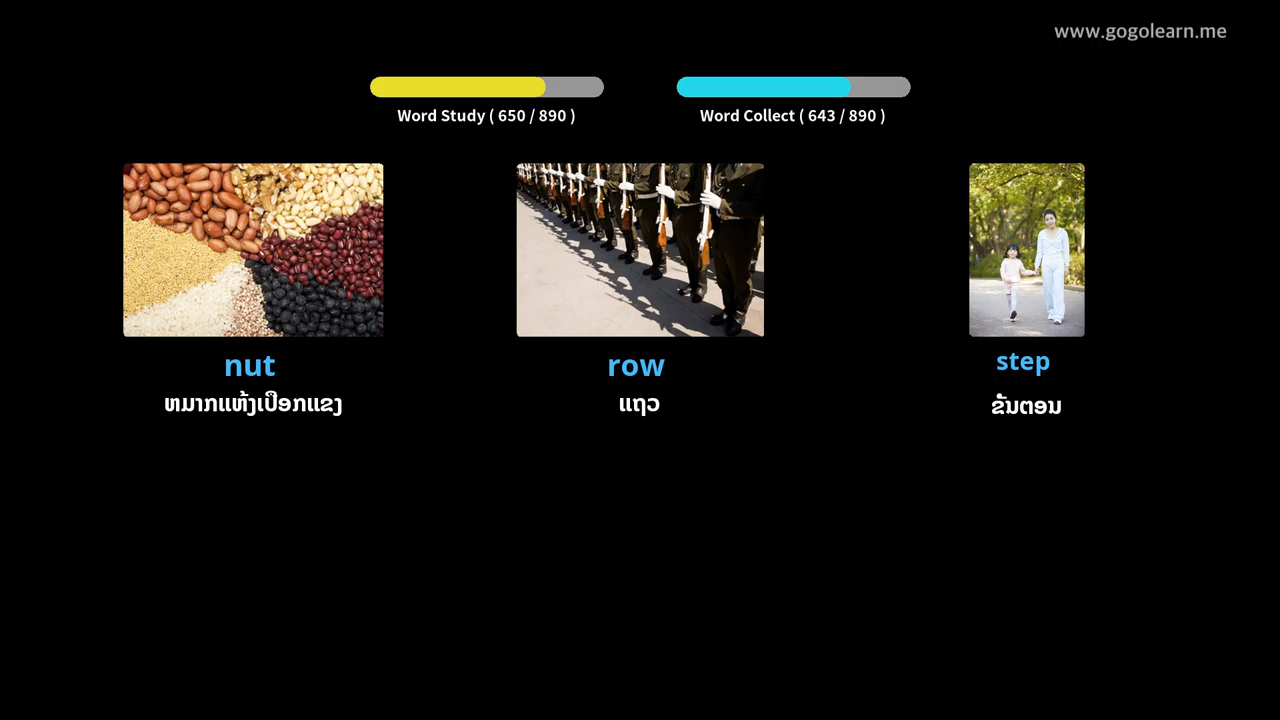 www.gogolearn.me
Word Study ( 650 / 890 )
Word Collect ( 643 / 890 )
nut
ຫມາກແຫ້ງເປືອກແຂງ
row
ແຖວ
step
ຂັ້ນຕອນ